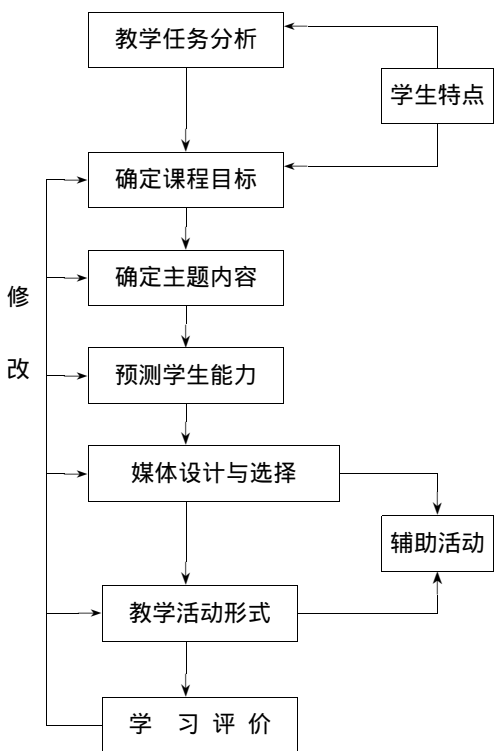 教学任务分析
学生特点
确定课程目标
确定主题内容
修
改
预测学生能力
媒体设计与选择
辅助活动
教学活动形式
学 习 评 价